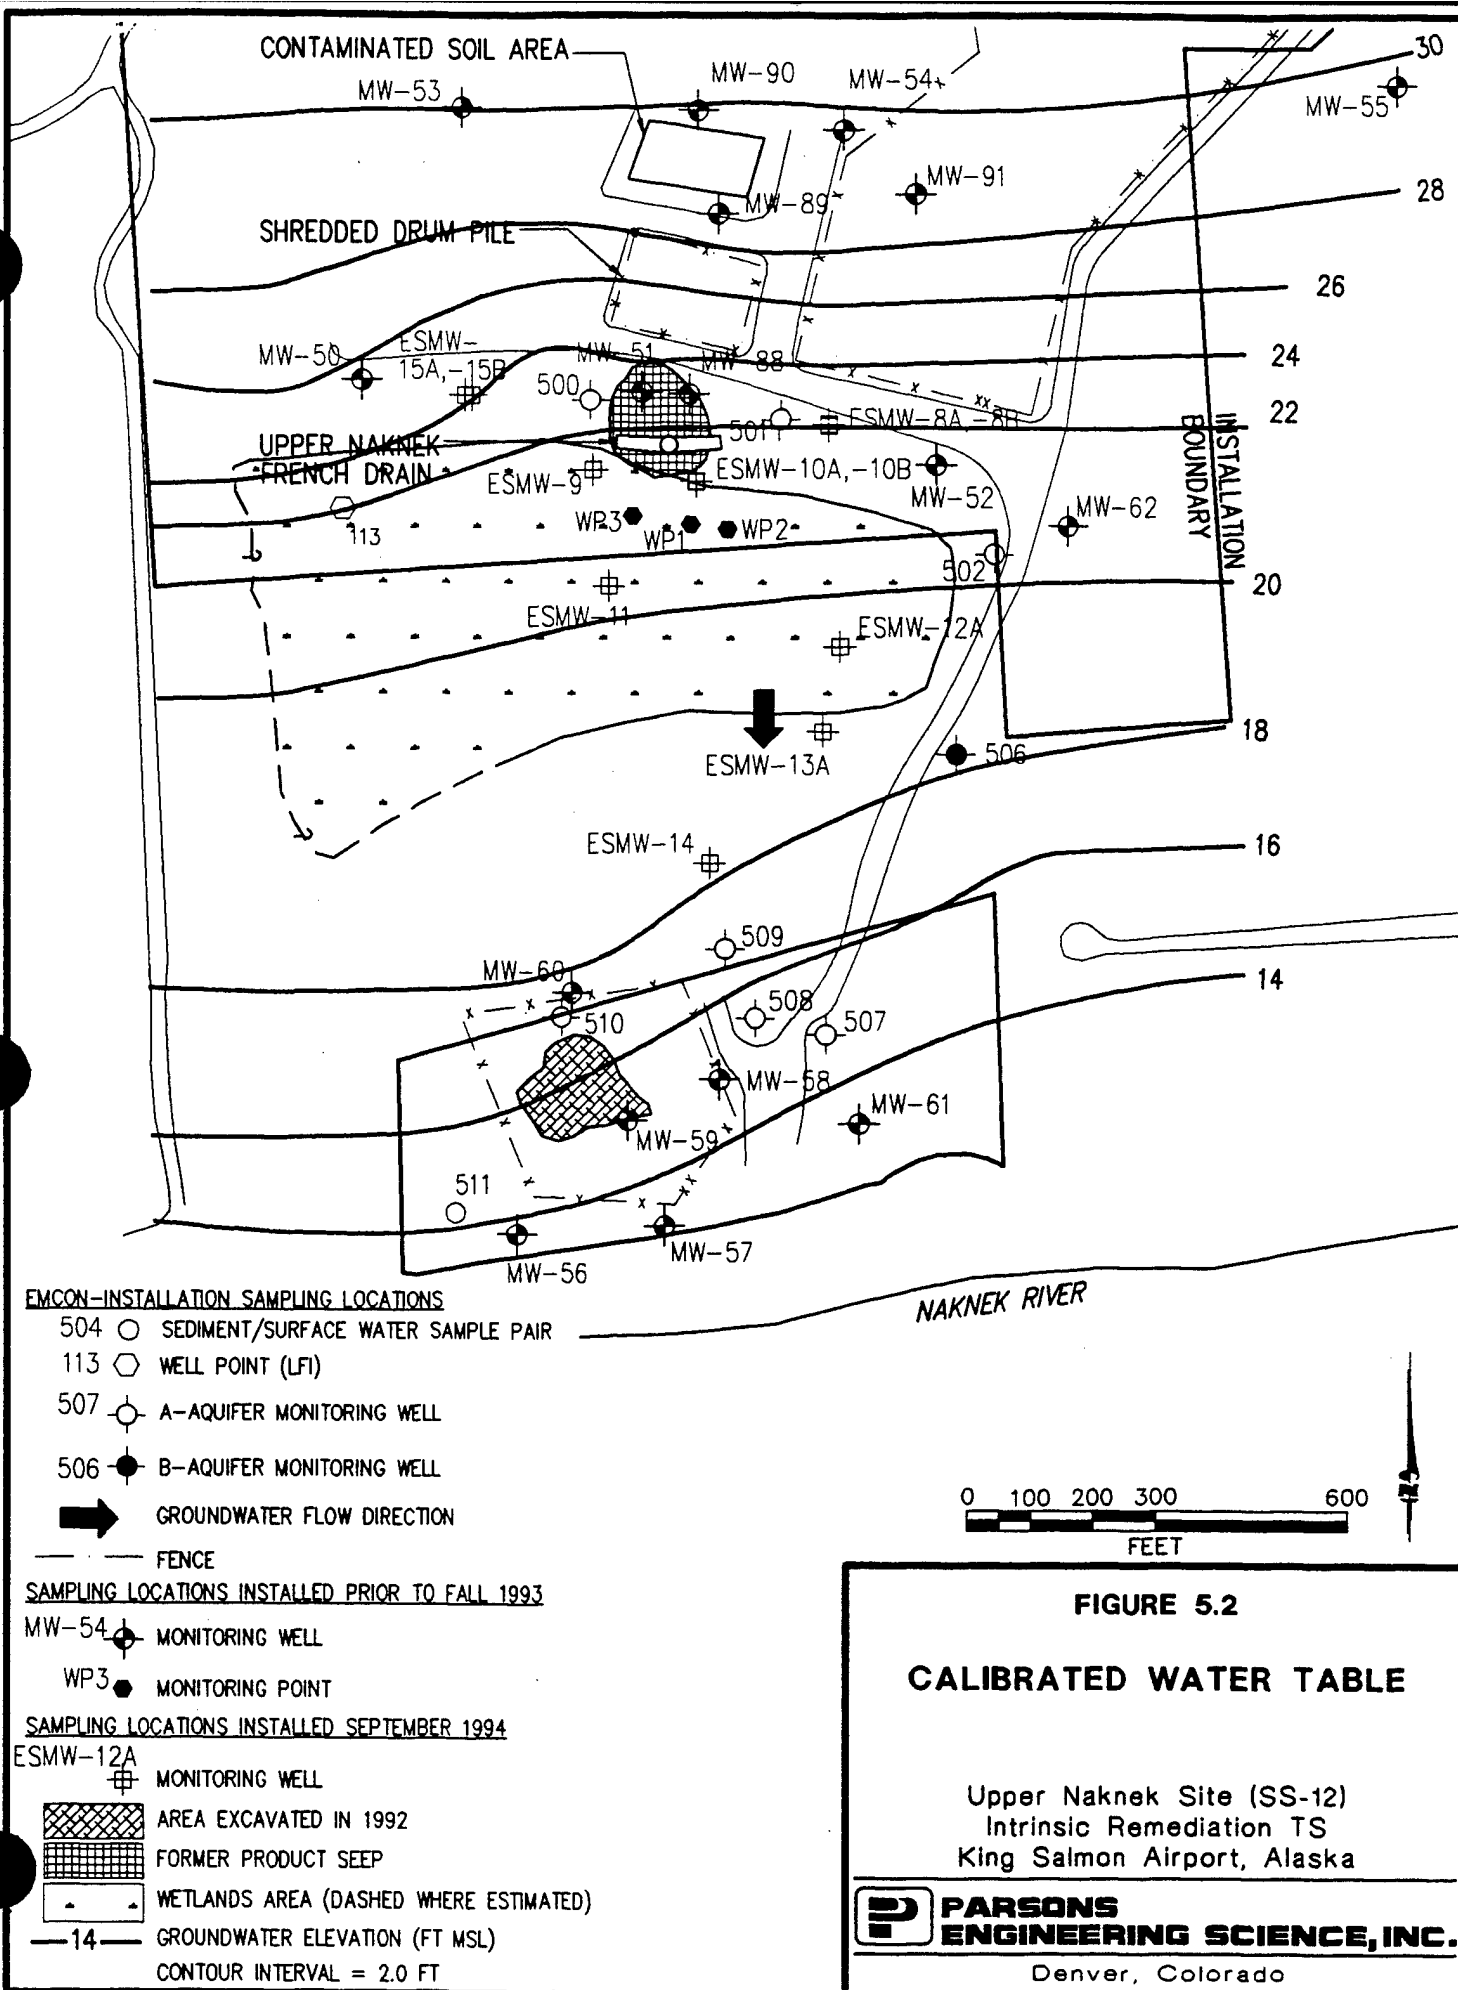 CONTAMINATED SOIL AREA
MW-53
MW-90
MW-54
30
MW-55
MW-91
28
MW-89
SHREDDED DRUM PILE
26
MW-50
ESMW-
15A,-15B
MW-51
MW-88
24
500
22
501
ESMW-8A,-8B
UPPER NAKNEK
FRENCH DRAIN
ESMW-9
ESMW-10A,-10B
MW-52
INSTALLATION
BOUNDARY
113
WP3
WP1
WP2
MW-62
502
20
ESMW-11
ESMW-12A
ESMW-13A
506
18
ESMW-14
16
509
MW-60
14
510
508
507
MW-58
MW-61
MW-59
511
MW-57
MW-56
NAKNEK RIVER
EMCON-INSTALLATION SAMPLING LOCATIONS
504 SEDIMENT/SURFACE WATER SAMPLE PAIR
113 WELL POINT (LFI)
507 A-AQUIFER MONITORING WELL
506 B-AQUIFER MONITORING WELL
GROUNDWATER FLOW DIRECTION
FENCE
SAMPLING LOCATIONS INSTALLED PRIOR TO FALL 1993
MW-54 MONITORING WELL
WP3 MONITORING POINT
SAMPLING LOCATIONS INSTALLED SEPTEMBER 1994
ESMW-12A
MONITORING WELL
AREA EXCAVATED IN 1992
FORMER PRODUCT SEEP
WETLANDS AREA (DASHED WHERE ESTIMATED)
14 GROUNDWATER ELEVATION (FT MSL)
CONTOUR INTERVAL = 2.0 FT
0 100 200 300 600
FEET
FIGURE 5.2
CALIBRATED WATER TABLE
Upper Naknek Site (SS-12)
Intrinsic Remediation TS
King Salmon Airport, Alaska
PARSONS
ENGINEERING SCIENCE, INC.
Denver, Colorado